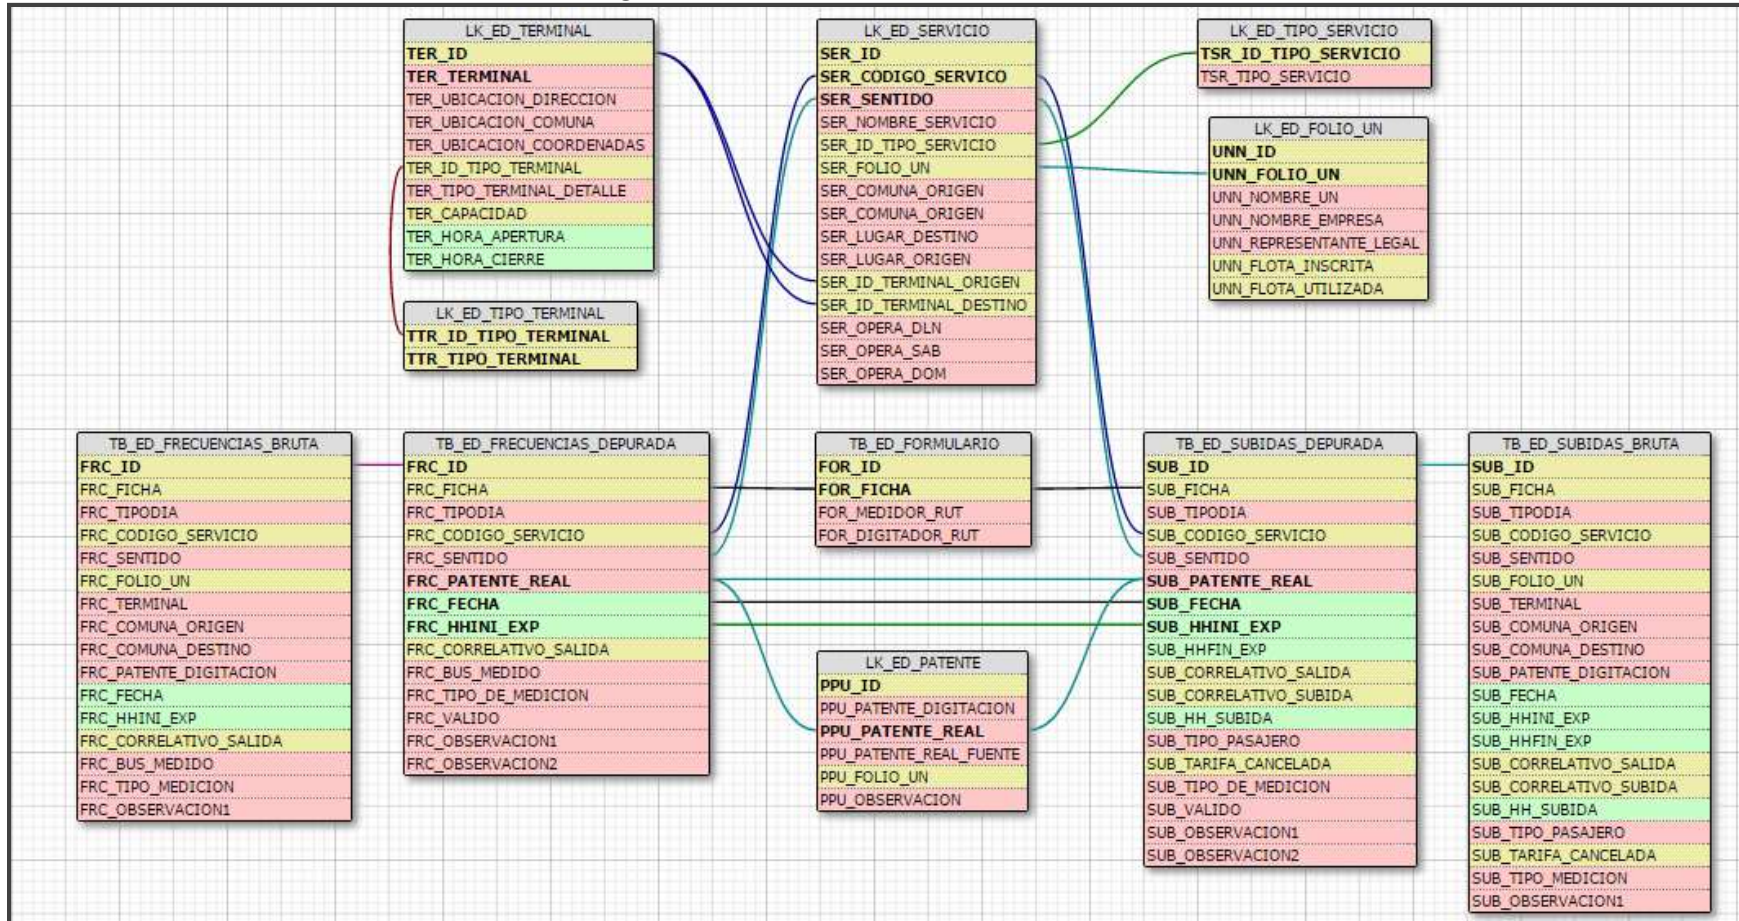 LK_ED_TERMINAL
TER_ID
TER_TERMINAL
TER_UBICACION_DIRECCION
TER_UBICACION_COMUNA
TER_UBICACION_COORDENADAS
TER_ID_TIPO_TERMINAL
TER_TIPO_TERMINAL_DETALLE
TER_CAPACIDAD
TER_HORA_APERTURA
TER_HORA_CIERRE
LK_ED_TIPO_TERMINAL
TTR_ID_TIPO_TERMINAL
TTR_TIPO_TERMINAL
LK_ED_SERVICIO
SER_ID
SER_CODIGO_SERVICO
SER_SENTIDO
SER_NOMBRE_SERVICIO
SER_ID_TIPO_SERVICIO
SER_FOLIO_UN
SER_COMUNA_ORIGEN
SER_COMUNA_ORIGEN
SER_LUGAR_DESTINO
SER_LUGAR_ORIGEN
SER_ID_TERMINAL_ORIGEN
SER_ID_TERMINAL_DESTINO
SER_OPERA_DLN
SER_OPERA_SAB
SER_OPERA_DOM
LK_ED_TIPO_SERVICIO
TSR_ID_TIPO_SERVICIO
TSR_TIPO_SERVICIO
LK_ED_FOLIO_UN
UNN_ID
UNN_FOLIO_UN
UNN_NOMBRE_UN
UNN_NOMBRE_EMPRESA
UNN_REPRESENTANTE_LEGAL
UNN_FLOTA_INSCRITA
UNN_FLOTA_UTILIZADA
TB_ED_FRECUENCIAS_BRUTA
FRC_ID
FRC_FICHA
FRC_TIPODIA
FRC_CODIGO_SERVICIO
FRC_SENTIDO
FRC_FOLIO_UN
FRC_TERMINAL
FRC_COMUNA_ORIGEN
FRC_COMUNA_DESTINO
FRC_PATENTE_DIGITACION
FRC_FECHA
FRC_HHINI_EXP
FRC_CORRELATIVO_SALIDA
FRC_BUS_MEDIDO
FRC_TIPO_MEDICION
FRC_OBSERVACION1
TB_ED_FRECUENCIAS_DEPURADA
FRC_ID
FRC_FICHA
FRC_TIPODIA
FRC_CODIGO_SERVICIO
FRC_SENTIDO
FRC_PATENTE_REAL
FRC_FECHA
FRC_HHINI_EXP
FRC_CORRELATIVO_SALIDA
FRC_BUS_MEDIDO
FRC_TIPO_DE_MEDICION
FRC_VALIDO
FRC_OBSERVACION1
FRC_OBSERVACION2
TB_ED_FORMULARIO
FOR_ID
FOR_FICHA
FOR_MEDIDOR_RUT
FOR_DIGITADOR_RUT
LK_ED_PATENTE
PPU_ID
PPU_PATENTE_DIGITACION
PPU_PATENTE_REAL
PPU_PATENTE_REAL_FUENTE
PPU_FOLIO_UN
PPU_OBSERVACION
TB_ED_SUBIDAS_DEPURADA
SUB_ID
SUB_FICHA
SUB_TIPODIA
SUB_CODIGO_SERVICIO
SUB_SENTIDO
SUB_PATENTE_REAL
SUB_FECHA
SUB_HHINI_EXP
SUB_HHFIN_EXP
SUB_CORRELATIVO_SALIDA
SUB_CORRELATIVO_SUBIDA
SUB_HH_SUBIDA
SUB_TIPO_PASAJERO
SUB_TARIFA_CANCELADA
SUB_TIPO_DE_MEDICION
SUB_VALIDO
SUB_OBSERVACION1
SUB_OBSERVACION2
TB_ED_SUBIDAS_BRUTA
SUB_ID
SUB_FICHA
SUB_TIPODIA
SUB_CODIGO_SERVICIO
SUB_SENTIDO
SUB_FOLIO_UN
SUB_TERMINAL
SUB_COMUNA_ORIGEN
SUB_COMUNA_DESTINO
SUB_PATENTE_DIGITACION
SUB_FECHA
SUB_HHINI_EXP
SUB_HHFIN_EXP
SUB_CORRELATIVO_SALIDA
SUB_CORRELATIVO_SUBIDA
SUB_HH_SUBIDA
SUB_TIPO_PASAJERO
SUB_TARIFA_CANCELADA
SUB_TIPO_MEDICION
SUB_OBSERVACION1